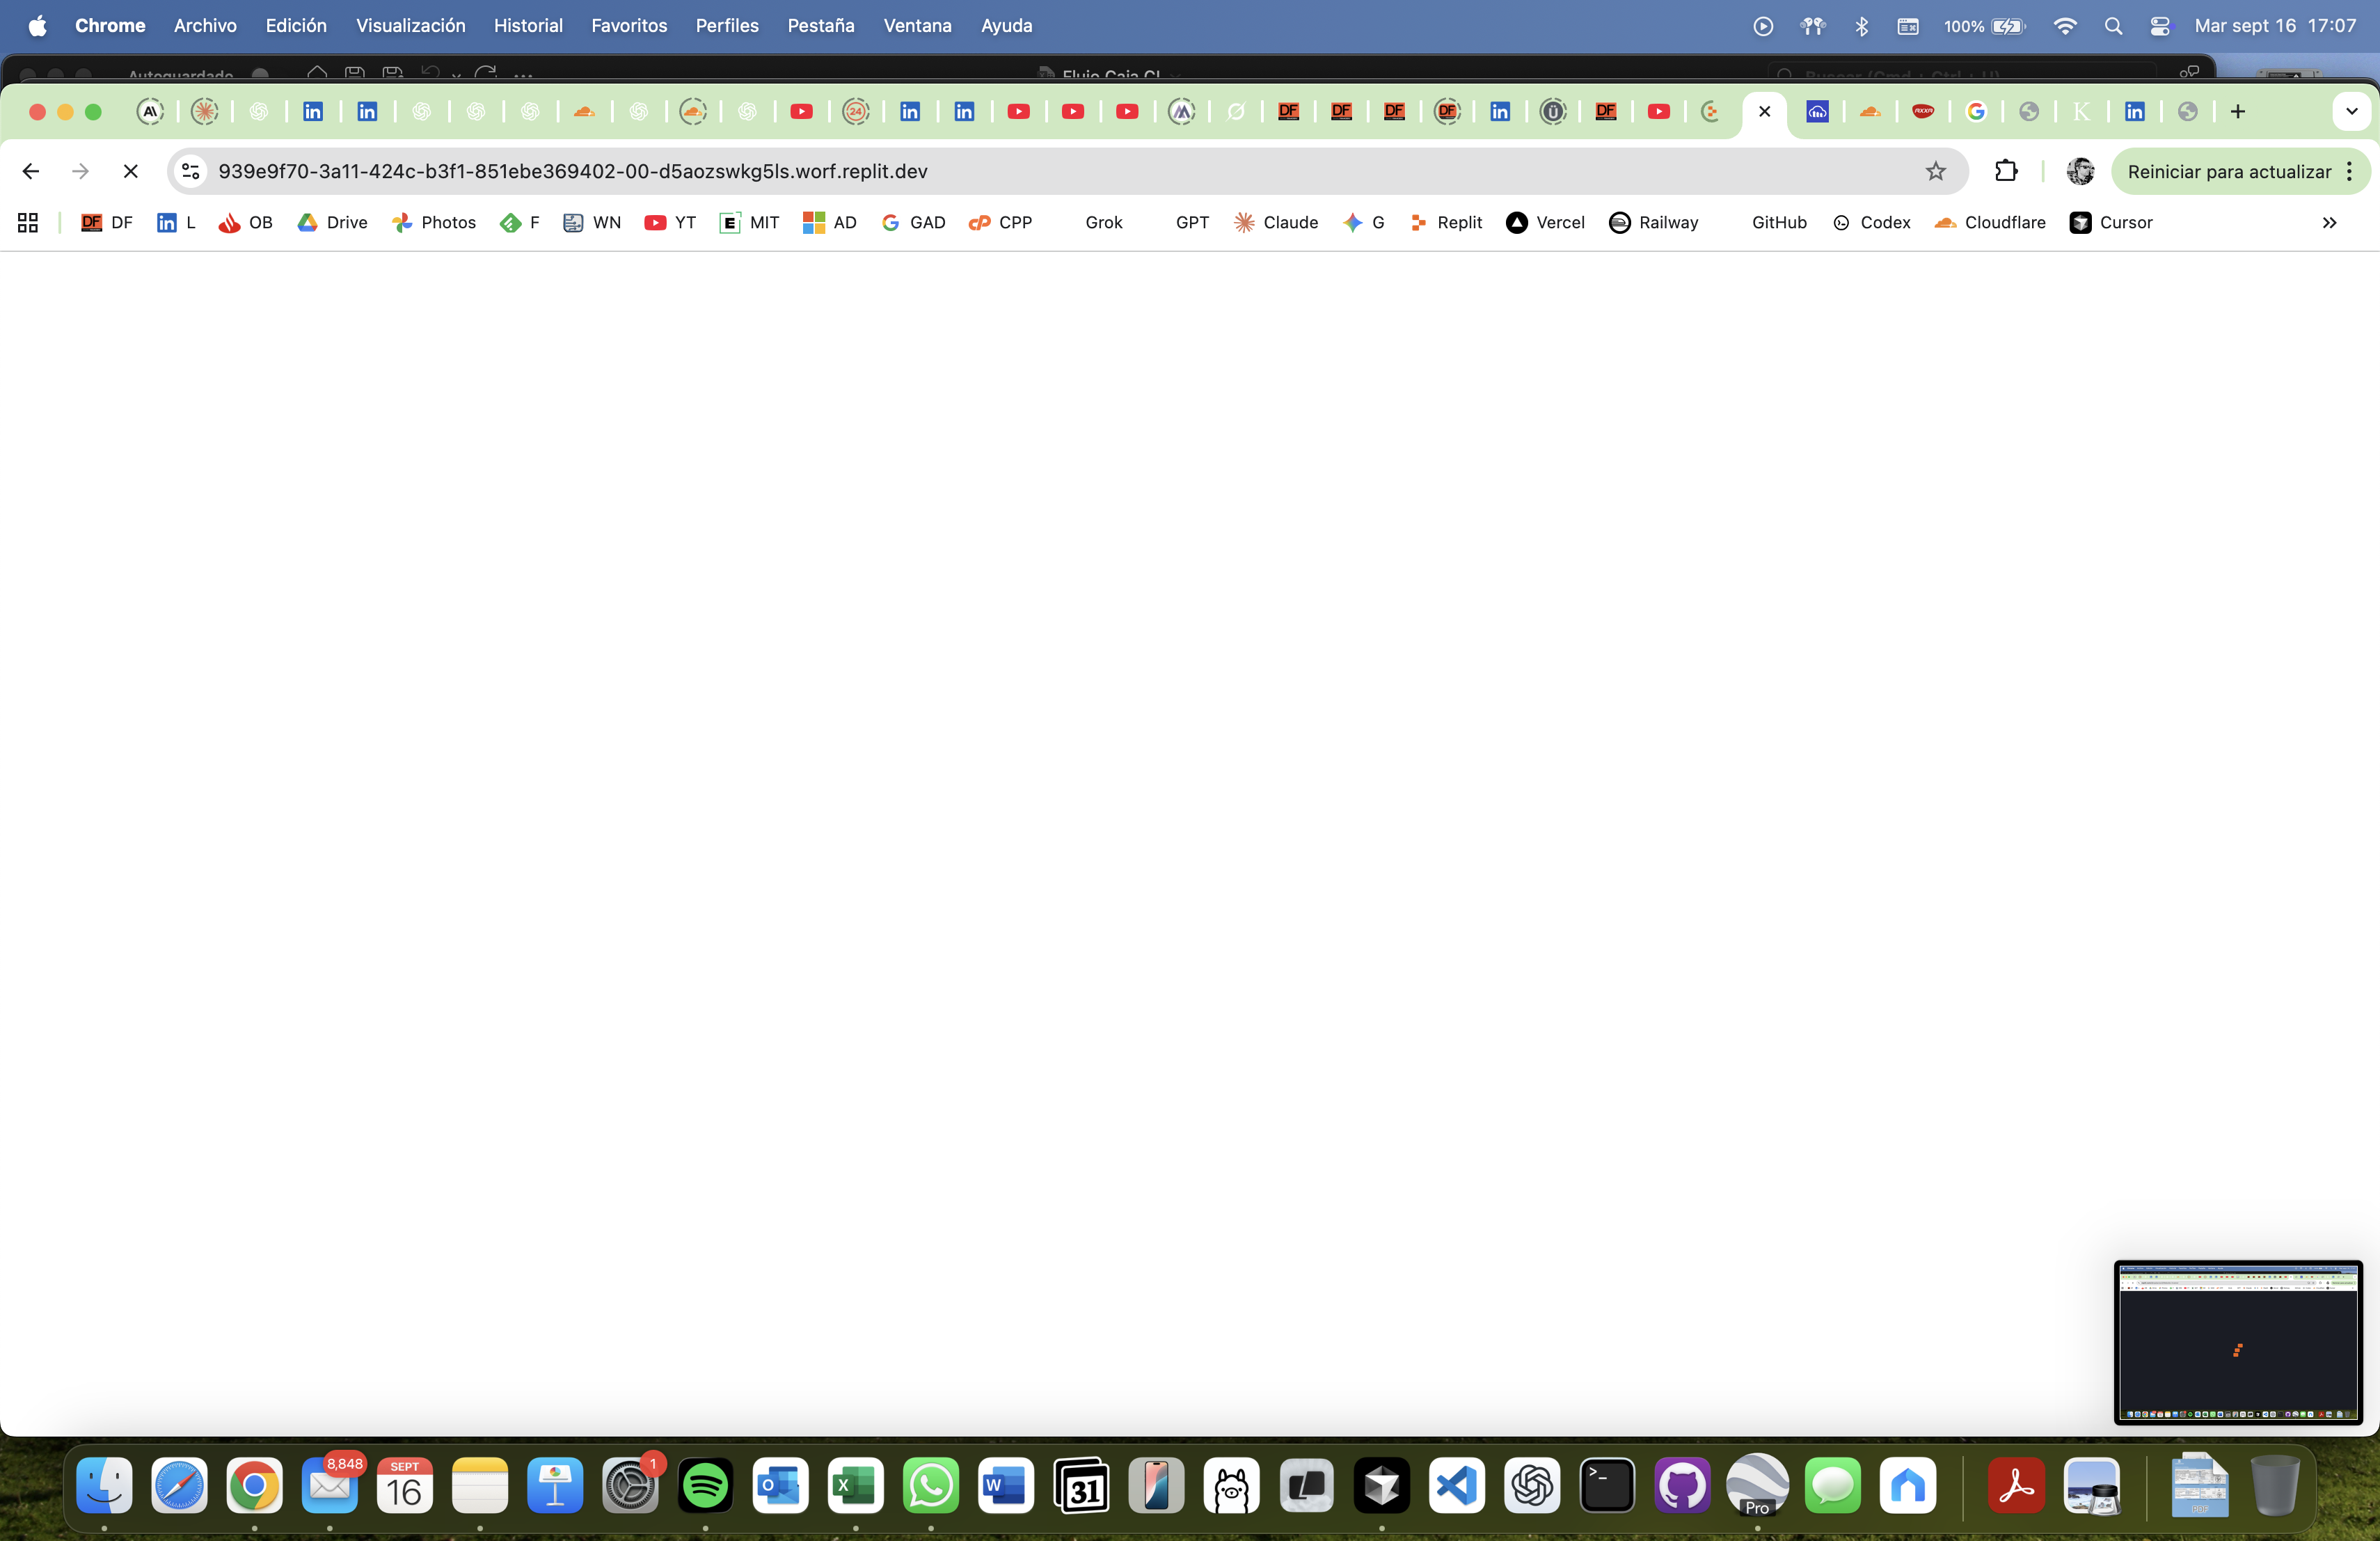 Chrome Archivo Edición Visualización Historial Favoritos Perfiles Pestaña Ventana Ayuda 100% Mar sept 16 17:07
Autoguardado Flujo Caja CL Buscar (Cmd + Ctrl + U)
939e9f70-3a11-424c-b3f1-851ebe369402-00-d5aozswkg5ls.worf.replit.dev Reiniciar para actualizar
DF L OB Drive Photos F WN YT MIT AD GAD CPP Grok GPT Claude G Replit Vercel Railway GitHub Codex Cloudflare Cursor
8,848 SEPT 1
16 31
Pro PDF